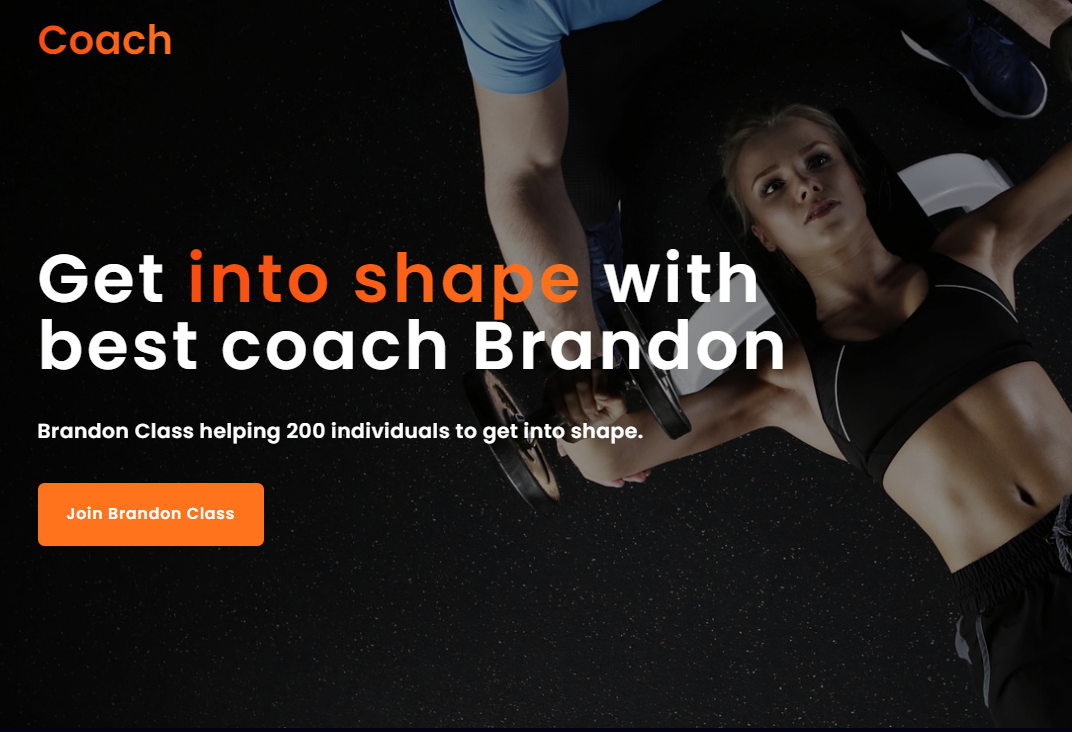 Coach
Get into shape with
best coach Brandon
Brandon Class helping 200 individuals to get into shape.
Join Brandon Class